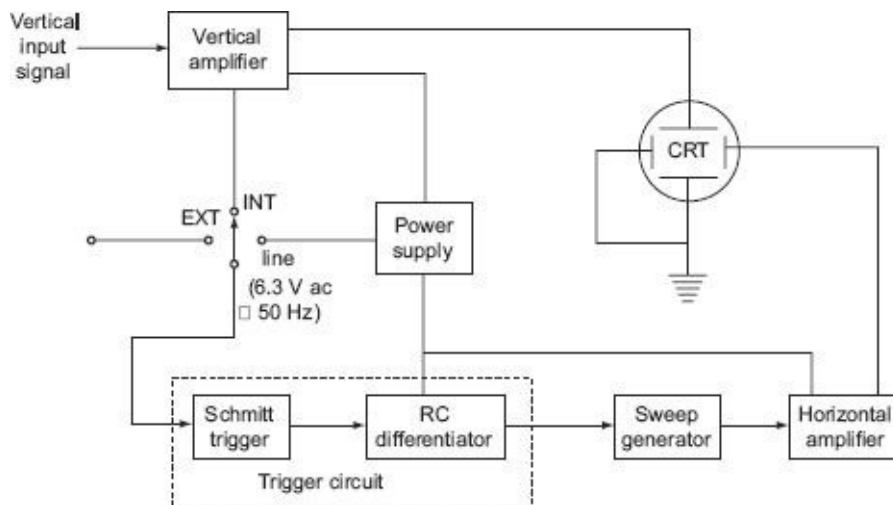 Vertical
input
signal
Vertical
amplifier
CRT
INT
EXT
line
(6.3 V ac
□ 50 Hz)
Power
supply
Schmitt
trigger
RC
differentiator
Sweep
generator
Horizontal
amplifier
Trigger circuit